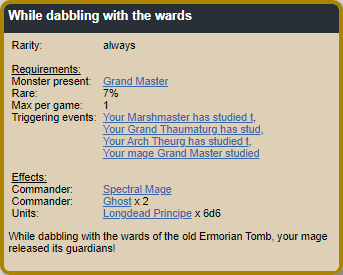 While dabbling with the wards
Rarity: always
Requirements:
Monster present: Grand Master
Rare: 7%
Max per game: 1
Triggering events: Your Marshmaster has studied t,
Your Grand Thaumaturg has stud,
Your Arch Theurg has studied t,
Your mage Grand Master studied
Effects:
Commander: Spectral Mage
Commander: Ghost x 2
Units: Longdead Principe x 6d6
While dabbling with the wards of the old Ermorian Tomb, your mage
released its guardians!